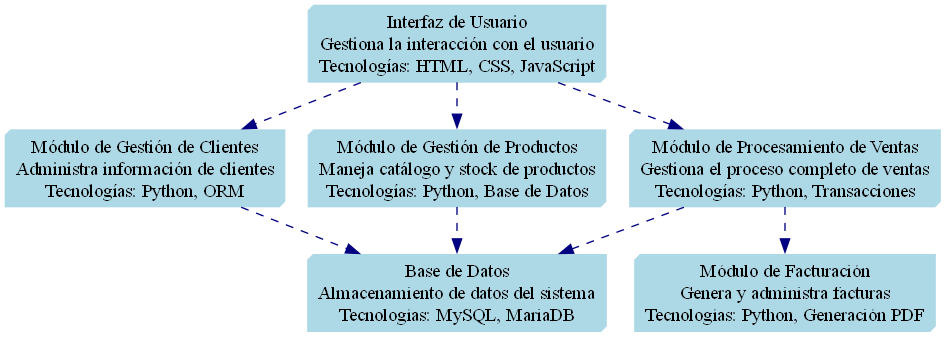 Interfaz de Usuario
Gestiona la interacción con el usuario
Tecnologías: HTML, CSS, JavaScript
Módulo de Gestión de Clientes
Administra información de clientes
Tecnologías: Python, ORM
Módulo de Gestión de Productos
Maneja catálogo y stock de productos
Tecnologías: Python, Base de Datos
Módulo de Procesamiento de Ventas
Gestiona el proceso completo de ventas
Tecnologías: Python, Transacciones
Base de Datos
Almacenamiento de datos del sistema
Tecnologías: MySQL, MariaDB
Módulo de Facturación
Genera y administra facturas
Tecnologías: Python, Generación PDF